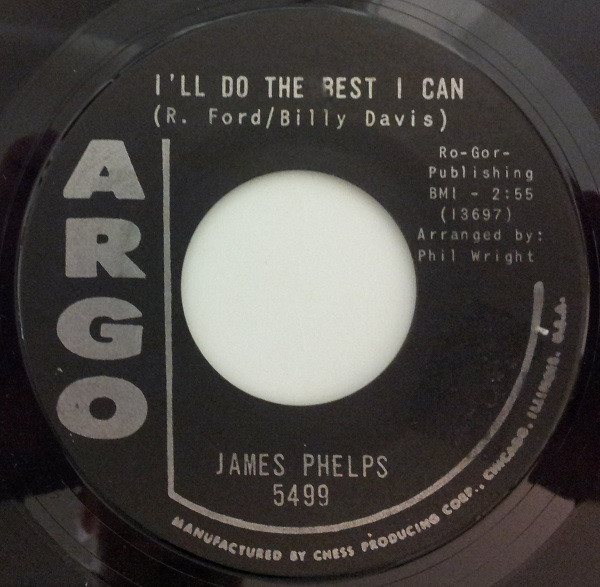 I'LL DO THE BEST I CAN
(R. Ford/Billy Davis)
ARGO
Ro-Gor-
Publishing
BMI - 2:55
(13697)
Arranged by:
Phil Wright
JAMES PHELPS
5499
MANUFACTURED BY CHESS PRODUCING CORP., CHICAGO, ILLINOIS, U.S.A.